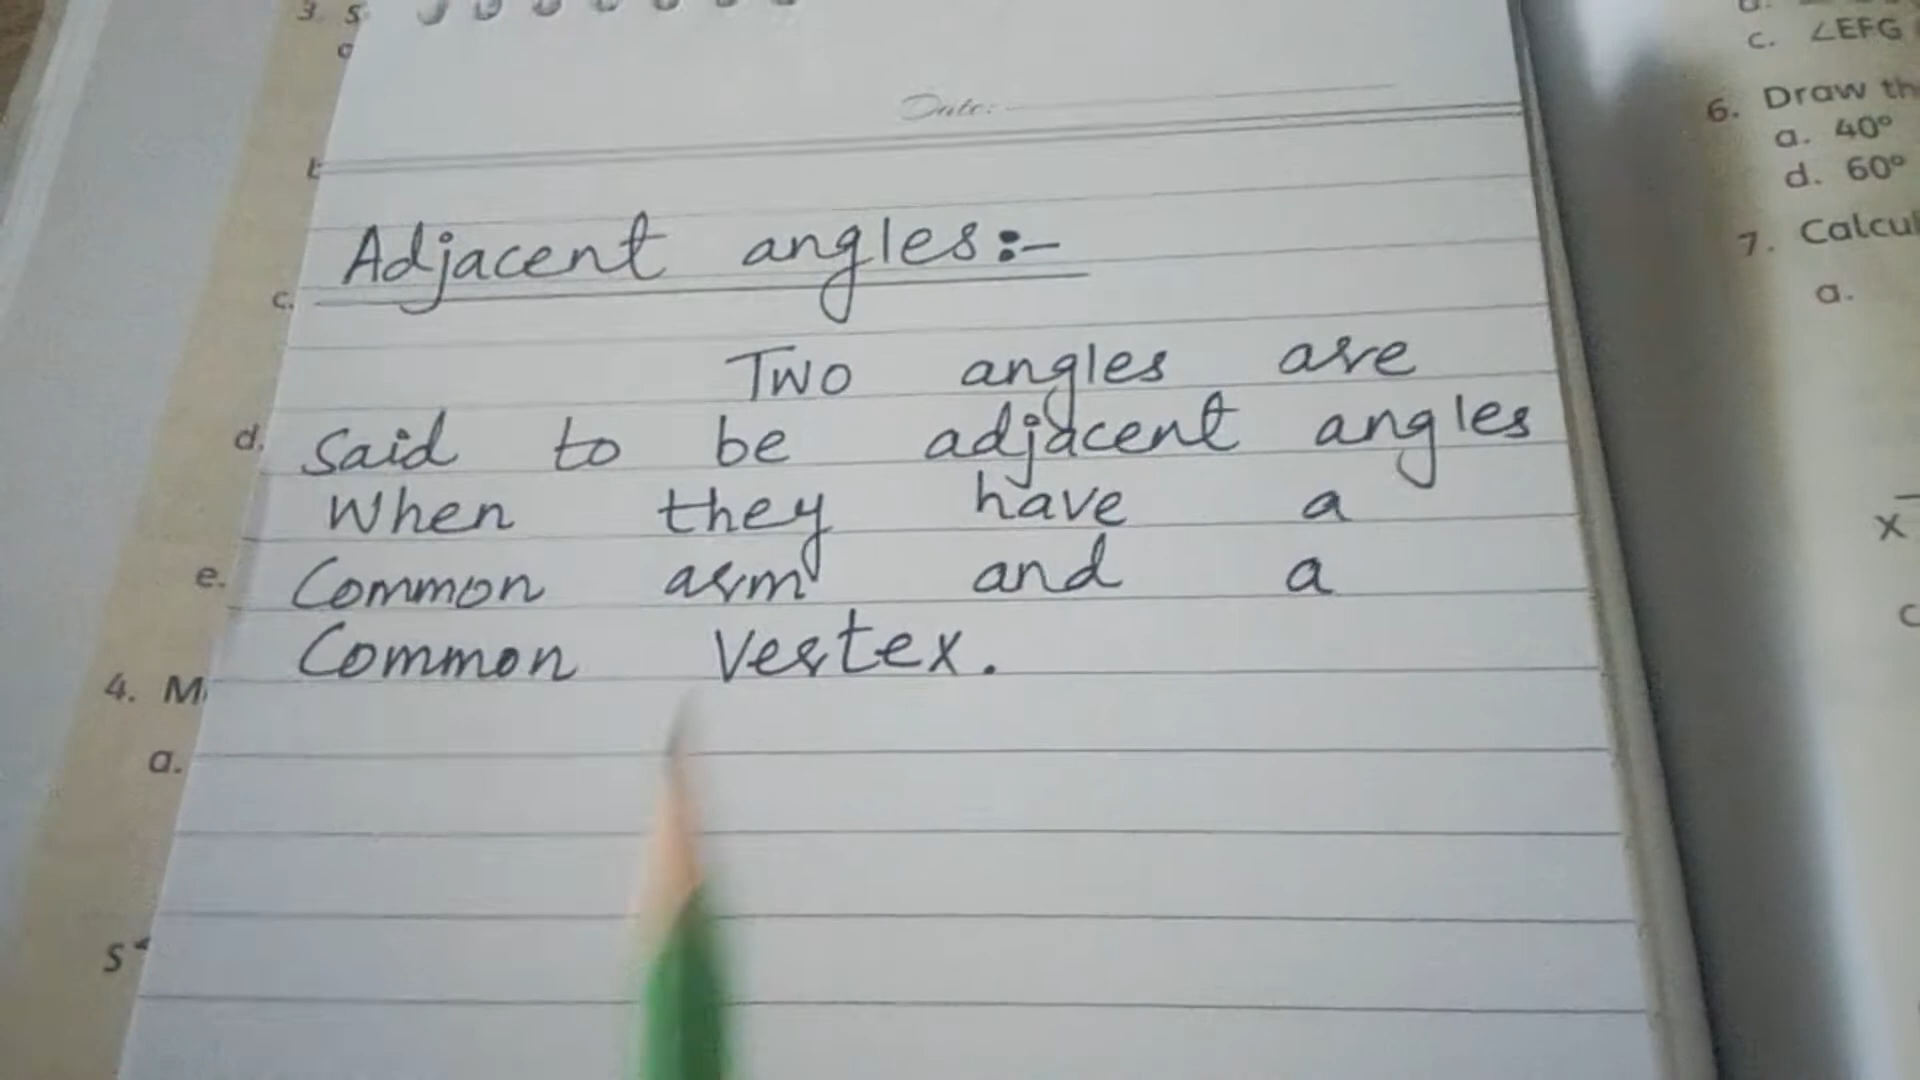 3. S
Date:
Adjacent angles:-
Two angles are
said to be adjacent angles
When they have a
Common arm and a
Common Vertex.
c.
d.
e.
4. M
a.
c. ∠EFG
6. Draw th
a. 40°
d. 60°
7. Calcul
a.
x